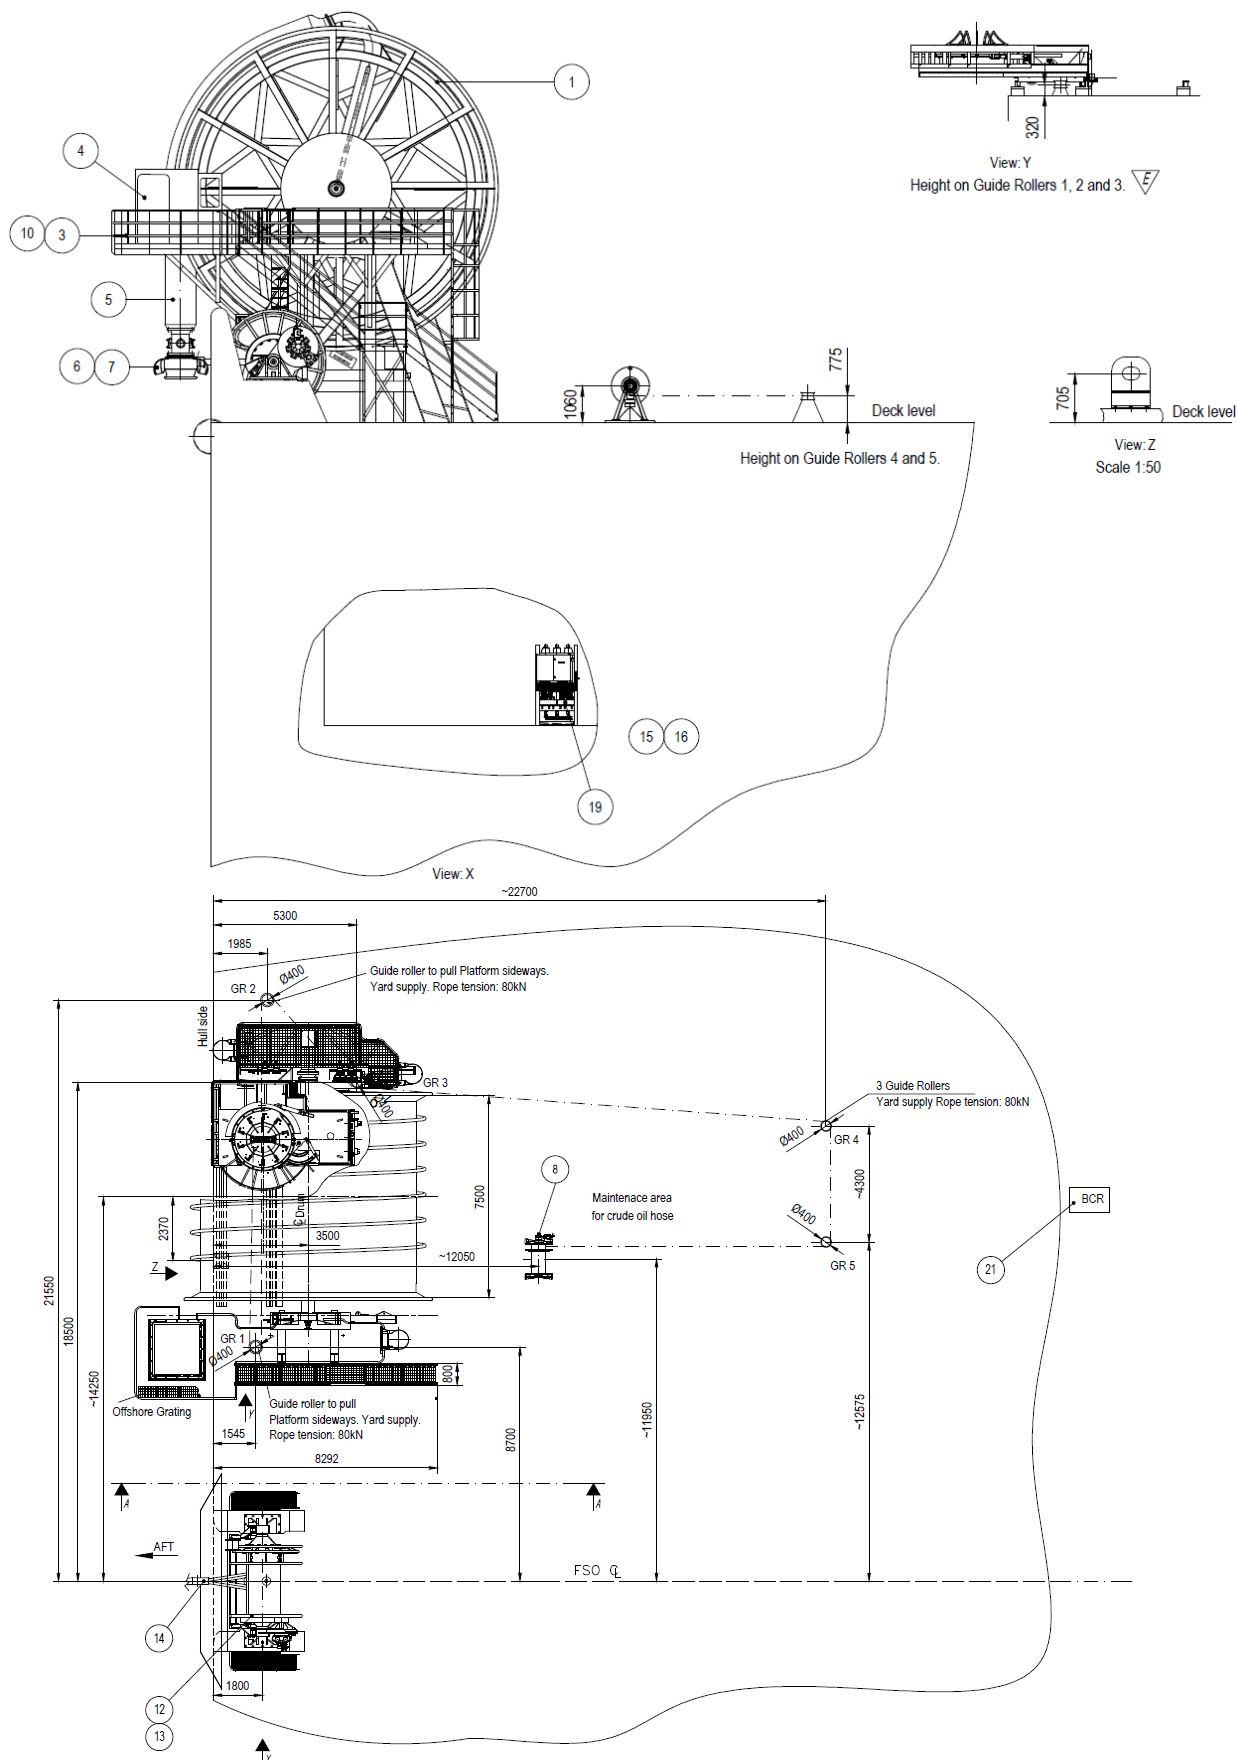 1
4
10
3
5
6
7
320
View: Y
Height on Guide Rollers 1, 2 and 3.
E
775
1060
Deck level
Height on Guide Rollers 4 and 5.
705
Deck level
View: Z
Scale 1:50
15
16
19
View: X
~22700
5300
1985
Ø400
GR 2
Guide roller to pull Platform sideways.
Yard supply. Rope tension: 80kN
Hull side
GR 3
Ø400
3 Guide Rollers
Yard supply Rope tension: 80kN
Ø400
GR 4
8
Maintenace area
for crude oil hose
7500
~4300
BCR
2370
Drum
3500
~12050
Ø400
GR 5
21
Z
21550
18500
~14250
GR 1
Ø400
800
Offshore Grating
Y
Guide roller to pull
Platform sideways. Yard supply.
Rope tension: 80kN
1545
8292
8700
~11950
~12575
A
A
AFT
FSO
14
1800
12
13